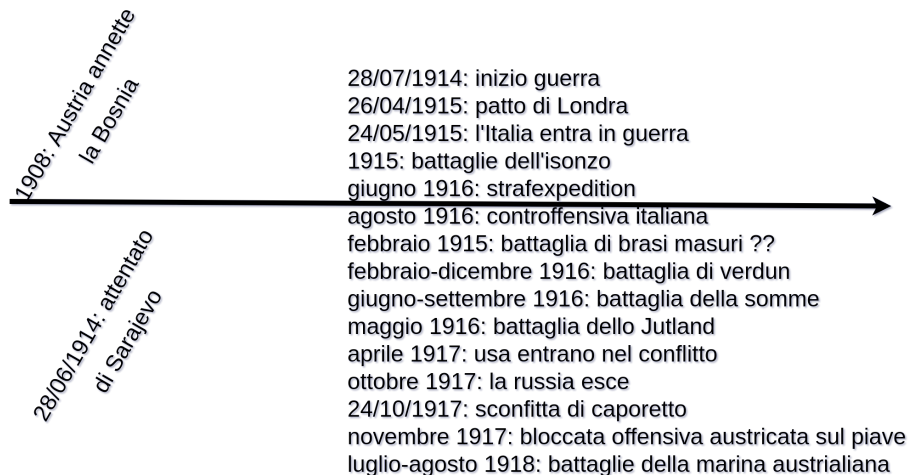 1908: Austria annette
la Bosnia
28/06/1914: attentato
di Sarajevo
28/07/1914: inizio guerra
26/04/1915: patto di Londra
24/05/1915: l'Italia entra in guerra
1915: battaglie dell'isonzo
giugno 1916: strafexpedition
agosto 1916: controffensiva italiana
febbraio 1915: battaglia di brasi masuri ??
febbraio-dicembre 1916: battaglia di verdun
giugno-settembre 1916: battaglia della somme
maggio 1916: battaglia dello Jutland
aprile 1917: usa entrano nel conflitto
ottobre 1917: la russia esce
24/10/1917: sconfitta di caporetto
novembre 1917: bloccata offensiva austricata sul piave
luglio-agosto 1918: battaglie della marina austrialiana